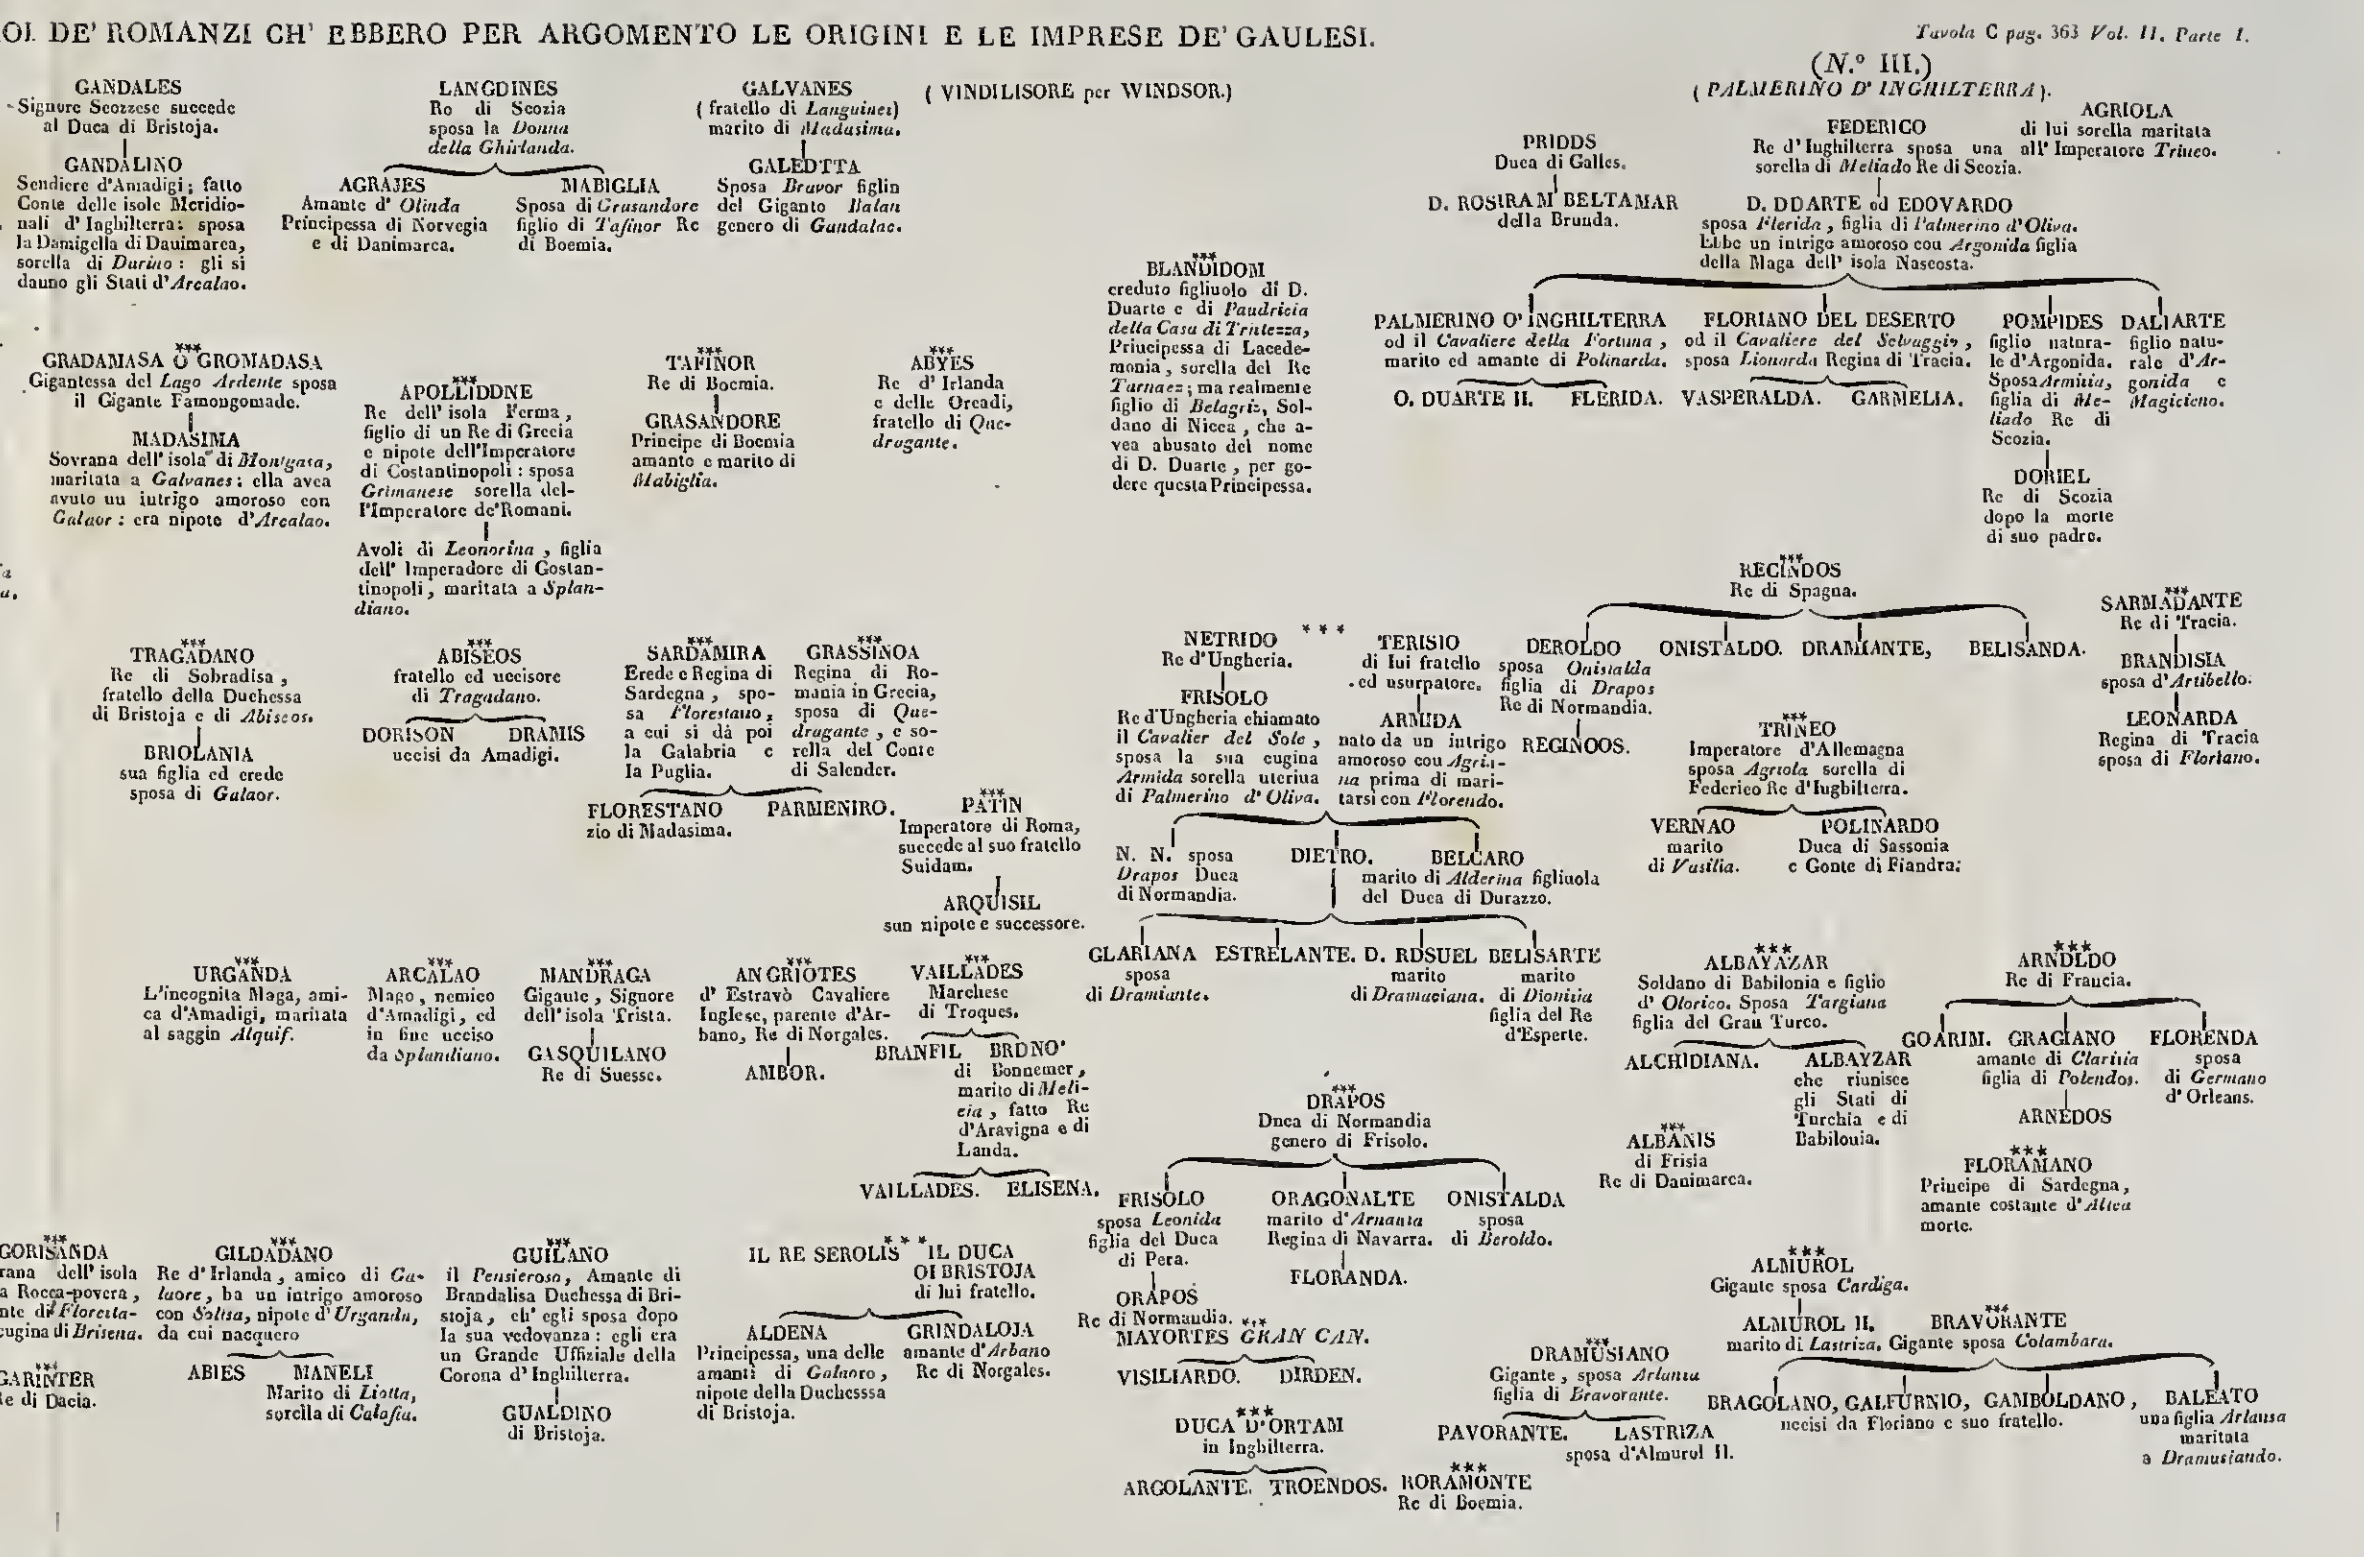 OI. DE' ROMANZI CH' EBBERO PER ARGOMENTO LE ORIGINI E LE IMPRESE DE' GAULESI.
Tavola C pag. 363 Vol. II. Parte I.
GANDALES
Signore Scozzese succede
al Duca di Bristoja.
GANDALINO
Scudiere d'Amadigi; fatto
Conte delle isole Meridio-
nali d'Inghilterra: sposa
la Damigella di Danimarca,
sorella di Durino: gli si
danno gli Stati d'Arcalao.
LANGDINES
Re di Scozia
sposa la Donna
della Ghirlanda.
AGRAJES
Amante d' Olinda
Principessa di Norvegia
e di Danimarca.
MABIGLIA
Sposa di Grasandore
figlio di Tafinor Re
di Boemia.
GALVANES
( fratello di Languines)
marito di Madasima.
GALEDTTA
Sposa Bravor figlin
del Giganto Balan
genero di Gandalac.
( VINDILISORE per WINDSOR.)
(N.° III.)
( PALMERINO D' INGHILTERRA ).
PRIDDS
Duca di Galles.
D. ROSIRAM BELTAMAR
della Brunda.
FEDERICO
Re d'Inghilterra sposa una
sorella di Meliado Re di Scozia.
AGRIOLA
di lui sorella maritata
all' Imperatore Trineo.
D. DDARTE od EDOVARDO
sposa Flerida, figlia di Palmerino d'Oliva.
Ebbe un intrigo amoroso con Argonida figlia
della Maga dell' isola Nascosta.
PALMERINO O' INGHILTERRA
od il Cavaliere della Fortuna,
marito ed amante di Polinarda.
O. DUARTE II. FLERIDA.
FLORIANO DEL DESERTO
od il Cavaliere del Selvaggio,
sposa Lionarda Regina di Tracia.
VASPERALDA. GARMELIA.
POMPIDES
figlio natura-
le d'Argonida.
Sposa Arminia,
figlia di Me-
liado Re di
Scozia.
DORIEL
Re di Scozia
dopo la morte
di suo padre.
DALIARTE
figlio natu-
rale d'Ar-
gonida e
Magicieno.
***
BLANDIDOM
creduto figliuolo di D.
Duarte e di Paudricia
della Casa di Tristezza,
Principessa di Lacede-
monia, sorella del Re
Tarnaez; ma realmente
figlio di Belagriz, Sol-
dano di Nicea, che a-
vea abusato del nome
di D. Duarte, per go-
dere questa Principessa.
***
GRADAMASA O GROMADASA
Gigantessa del Lago Ardente sposa
il Gigante Famongomade.
MADASIMA
Sovrana dell' isola di Mongaza,
maritata a Galvanes: ella avea
avuto un intrigo amoroso con
Galaor: era nipote d'Arcalao.
***
APOLLIDDNE
Re dell' isola Ferma,
figlio di un Re di Grecia
e nipote dell'Imperatore
di Costantinopoli: sposa
Grimanese sorella del-
l'Imperatore de'Romani.
Avoli di Leonorina, figlia
dell' Imperadore di Costan-
tinopoli, maritata a Splan-
diano.
***
TAFINOR
Re di Boemia.
GRASANDORE
Principe di Boemia
amante e marito di
Mabiglia.
***
ABYES
Re d' Irlanda
e delle Orcadi,
fratello di Que-
dragante.
***
TRAGADANO
Re di Sobradisa,
fratello della Duchessa
di Bristoja e di Abiseos.
BRIOLANIA
sua figlia ed erede
sposa di Galaor.
***
ABISEOS
fratello ed uccisore
di Tragadano.
DORISON DRAMIS
uccisi da Amadigi.
***
SARDAMIRA
Erede e Regina di
Sardegna, spo-
sa Florestano,
a cui si dà poi
la Galabria e
la Puglia.
***
GRASSINOA
Regina di Ro-
mania in Grecia,
sposa di Que-
dragante, e so-
rella del Conte
di Salender.
FLORESTANO
zio di Madasima.
PARMENIRO.
***
PATIN
Imperatore di Roma,
succede al suo fratello
Suidam.
ARQUISIL
sun nipote e successore.
***
REGINDOS
Re di Spagna.
DEROLDO
sposa Onistalda
figlia di Drapos
Re di Normandia.
REGINOOS.
ONISTALDO. DRAMIANTE, BELISANDA.
***
SARMADANTE
Re di Tracia.
BRANDISIA
sposa d'Artibello.
LEONARDA
Regina di Tracia
sposa di Floriano.
***
NETRIDO
Re d'Ungheria.
FRISOLO
Re d'Ungheria chiamato
il Cavalier del Sole,
sposa la sua cugina
Armida sorella uterina
di Palmerino d' Oliva.
TERISIO
di lui fratello
ed usurpatore.
ARMIDA
nato da un intrigo
amoroso cou Agria-
na prima di mari-
tarsi con Florendo.
N. N. sposa
Drapos Duca
di Normandia.
DIETRO.
BELCARO
marito di Alderina figliuola
del Duca di Durazzo.
GLARIANA
sposa
di Dramiante.
ESTRELANTE.
D. RDSUEL
marito
di Dramaciana.
BELISARTE
marito
di Dionisia
figlia del Re
d'Esperte.
***
TRINEO
Imperatore d'Allemagna
sposa Agriola sorella di
Federico Re d'Inghilterra.
VERNAO
marito
di Vasilia.
POLINARDO
Duca di Sassonia
e Gonte di Fiandra:
***
URGANDA
L'incognita Maga, ami-
ca d'Amadigi, maritata
al saggin Alquif.
***
ARCALAO
Mago, nemico
d'Amadigi, ed
in fine ucciso
da Splandiano.
***
MANDRAGA
Gigante, Signore
dell'isola Trista.
GASQUILANO
Re di Suesse.
***
ANGRIOTES
d' Estravò Cavaliere
Inglese, parente d'Ar-
bano, Re di Norgales.
AMBOR.
***
VAILLADES
Marchese
di Troques.
BRANFIL
BRDNO'
di Bonnemer,
marito di Meli-
cia, fatto Re
d'Aravigna e di
Landa.
VAILLADES. ELISENA.
***
ALBAYAZAR
Soldano di Babilonia e figlio
d' Olorico. Sposa Targiana
figlia del Grau Turco.
ALCHIDIANA.
ALBAYZAR
che riunisce
gli Stati di
Turchia e di
Babilouia.
***
ARNDLDO
Re di Francia.
GOARIM.
GRAGIANO
amante di Clarisia
figlia di Polendos.
ARNEDOS
FLORENDA
sposa
di Germano
d' Orleans.
***
DRAPOS
Duca di Normandia
genero di Frisolo.
FRISOLO
sposa Leonida
figlia del Duca
di Pera.
ORAPOS
Re di Normaudia.
ORAGONALTE
marito d'Arnanta
Regina di Navarra.
FLORANDA.
ONISTALDA
sposa
di Beroldo.
***
ALBANIS
di Frisia
Re di Danimarca.
***
FLORAMANO
Principe di Sardegna,
amante costante d'Altea
morte.
***
GORISANDA
rana dell'isola
a Rocca-povera,
nte di Floresta-
cugina di Brisena.
***
GARINTER
Re di Dacia.
***
GILDADANO
Re d'Irlanda, amico di Ga-
laore, ba un intrigo amoroso
con Solisa, nipote d'Urganda,
da cui nacquero
ABIES
MANELI
Marito di Liotta,
sorella di Calafia.
***
GUILANO
il Pensieroso, Amante di
Brandalisa Duchessa di Bri-
stoja, ch' egli sposa dopo
la sua vedovanza: egli era
un Grande Uffiziale della
Corona d'Inghilterra.
GUALDINO
di Bristoja.
***
IL RE SEROLIS
IL DUCA
OI BRISTOJA
di lui fratello.
ALDENA
Principessa, una delle
amanti di Galaoro,
nipote della Duchesssa
di Bristoja.
GRINDALOJA
amante d'Arbano
Re di Norgales.
***
MAYORTES GRAN CAN.
VISILIARDO. DIRDEN.
***
DUCA D'ORTAM
in Inghilterra.
ARGOLANTE. TROENDOS.
***
ALMUROL
Gigante sposa Cardiga.
ALMUROL II.
marito di Lastriza.
***
BRAVORANTE
Gigante sposa Colambara.
BRAGOLANO, GALFURNIO, GAMBOLDANO,
uccisi da Floriano e suo fratello.
BALEATO
una figlia Arlansa
maritata
a Dramusiando.
***
DRAMUSIANO
Gigante, sposa Arlansa
figlia di Bravorante.
PAVORANTE.
LASTRIZA
sposa d'Almurol II.
***
RORAMONTE
Re di Boemia.